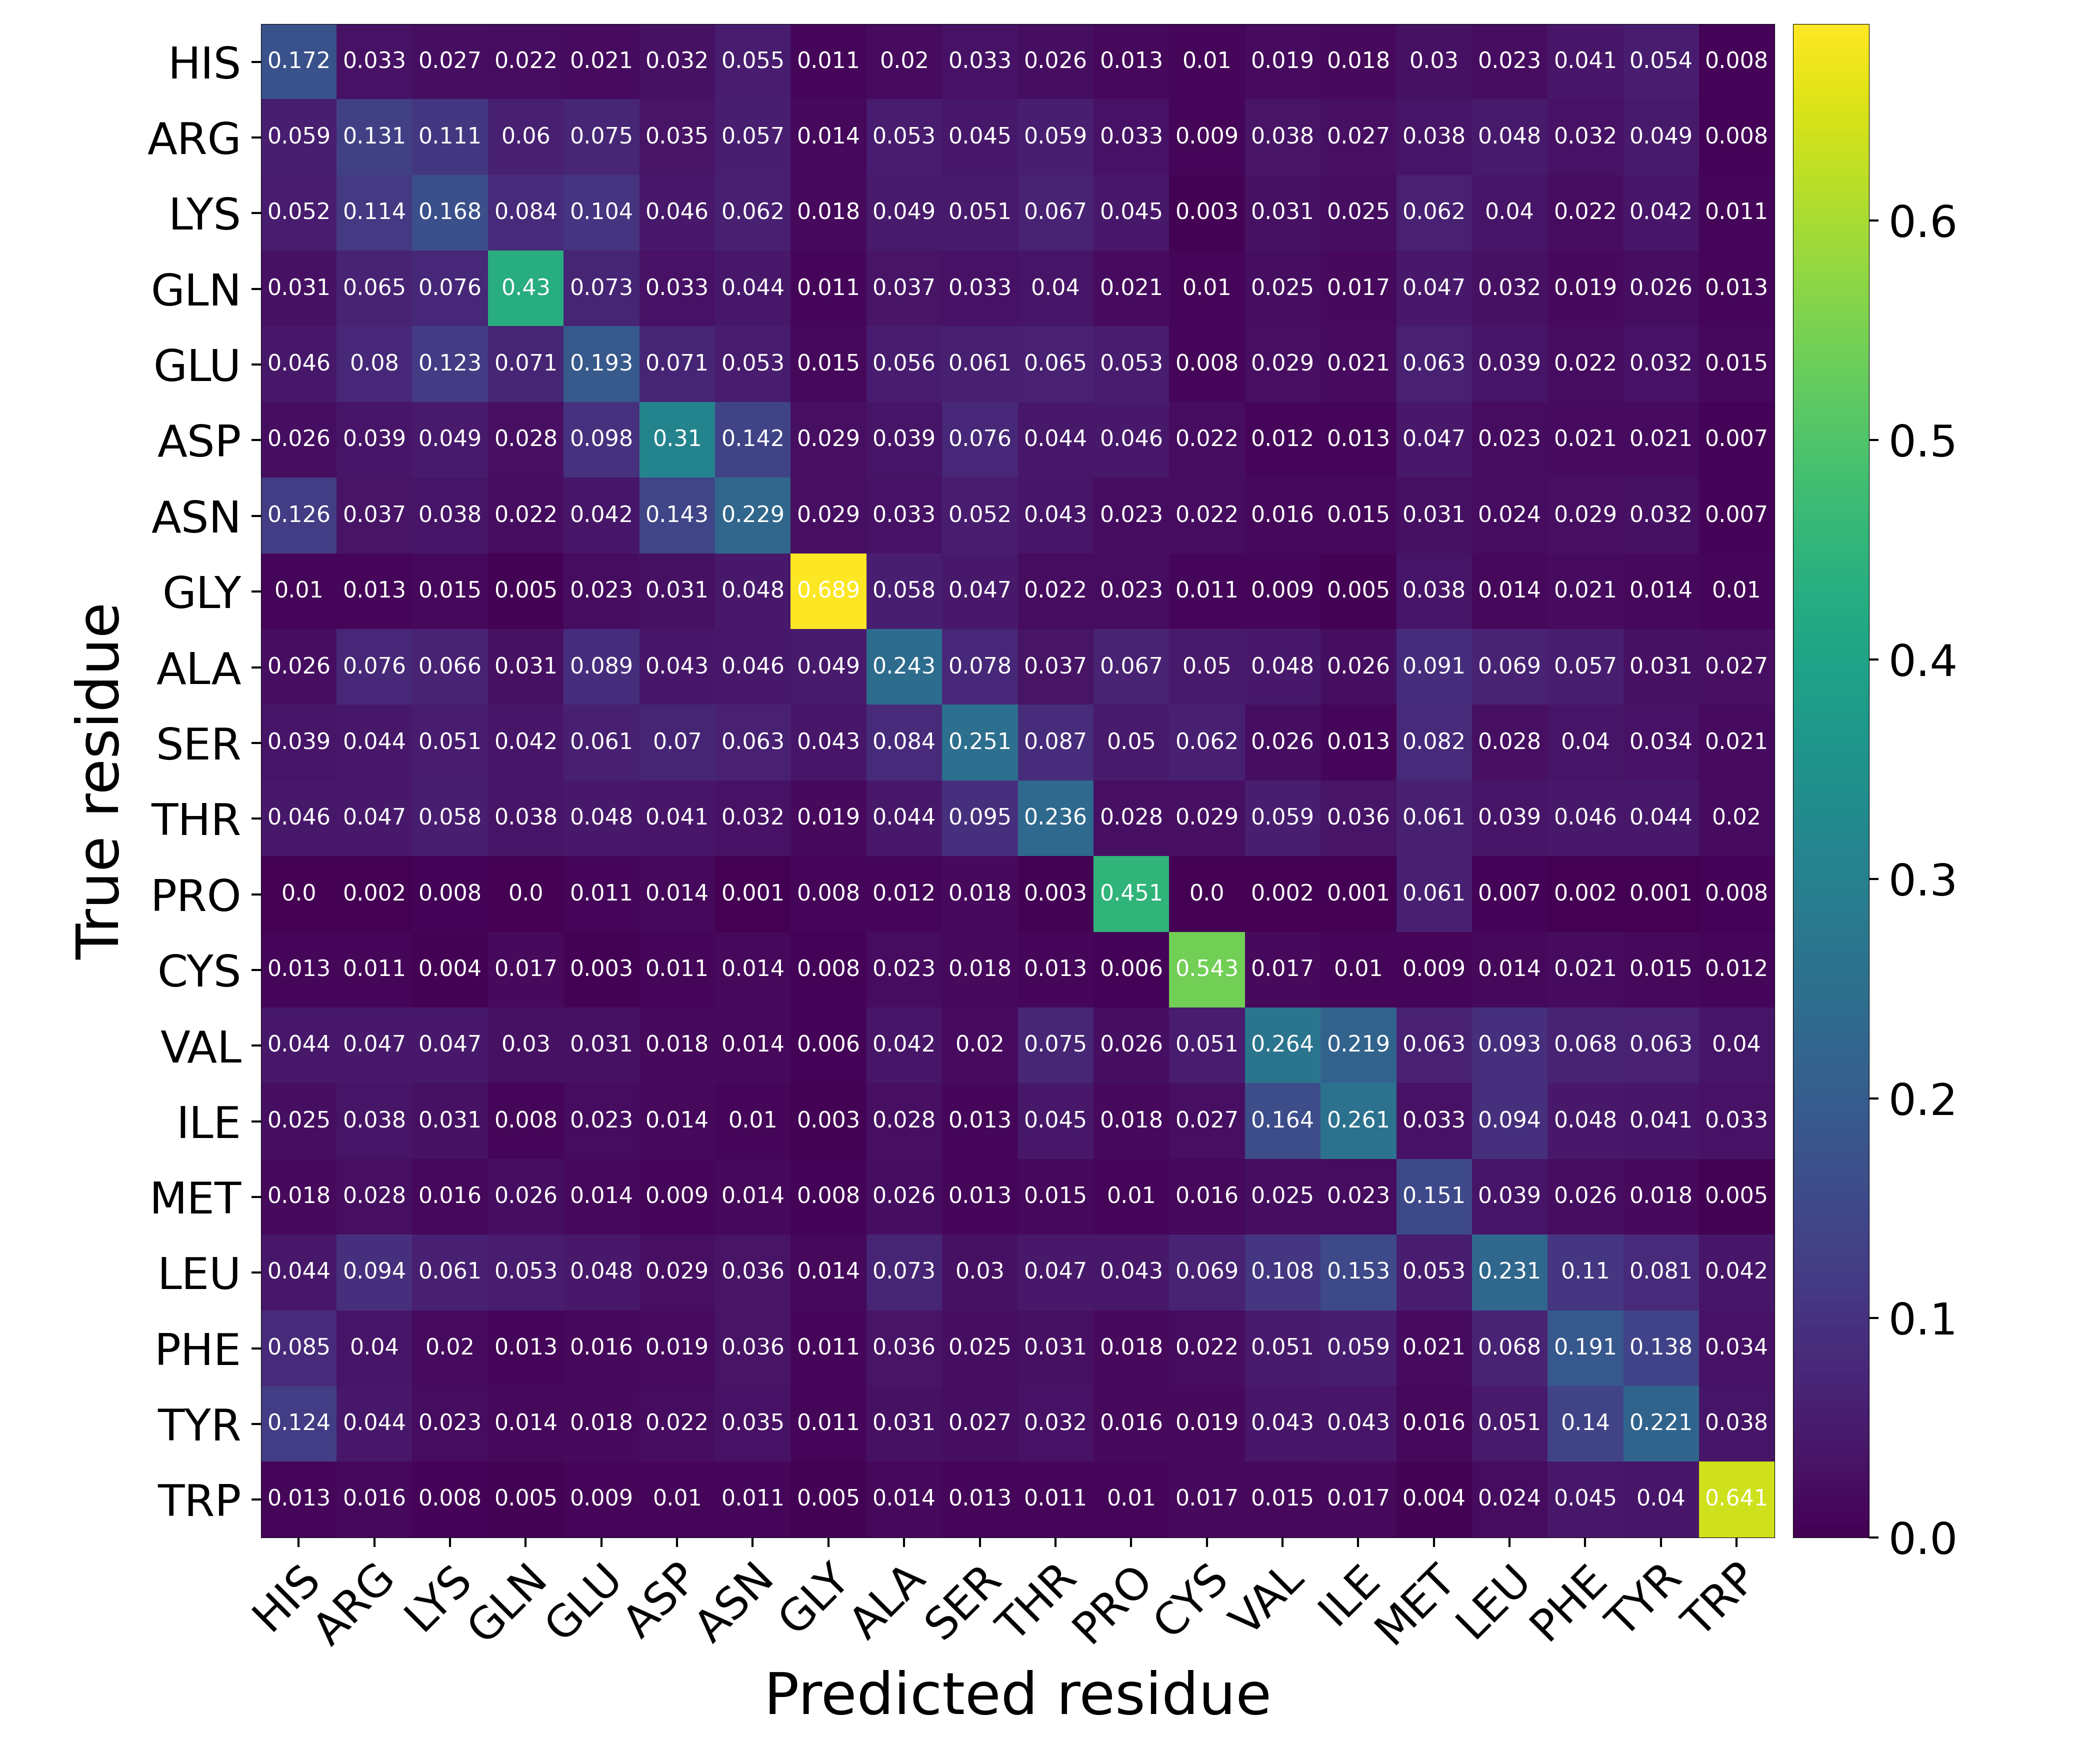 HIS 0.172 0.033 0.027 0.022 0.021 0.032 0.055 0.011 0.02 0.033 0.026 0.013 0.01 0.019 0.018 0.03 0.023 0.041 0.054 0.008
ARG 0.059 0.131 0.111 0.06 0.075 0.035 0.057 0.014 0.053 0.045 0.059 0.033 0.009 0.038 0.027 0.038 0.048 0.032 0.049 0.008
LYS 0.052 0.114 0.168 0.084 0.104 0.046 0.062 0.018 0.049 0.051 0.067 0.045 0.003 0.031 0.025 0.062 0.04 0.022 0.042 0.011
GLN 0.031 0.065 0.076 0.43 0.073 0.033 0.044 0.011 0.037 0.033 0.04 0.021 0.01 0.025 0.017 0.047 0.032 0.019 0.026 0.013
GLU 0.046 0.08 0.123 0.071 0.193 0.071 0.053 0.015 0.056 0.061 0.065 0.053 0.008 0.029 0.021 0.063 0.039 0.022 0.032 0.015
ASP 0.026 0.039 0.049 0.028 0.098 0.31 0.142 0.029 0.039 0.076 0.044 0.046 0.022 0.012 0.013 0.047 0.023 0.021 0.021 0.007
ASN 0.126 0.037 0.038 0.022 0.042 0.143 0.229 0.029 0.033 0.052 0.043 0.023 0.022 0.016 0.015 0.031 0.024 0.029 0.032 0.007
GLY 0.01 0.013 0.015 0.005 0.023 0.031 0.048 0.689 0.058 0.047 0.022 0.023 0.011 0.009 0.005 0.038 0.014 0.021 0.014 0.01
ALA 0.026 0.076 0.066 0.031 0.089 0.043 0.046 0.049 0.243 0.078 0.037 0.067 0.05 0.048 0.026 0.091 0.069 0.057 0.031 0.027
SER 0.039 0.044 0.051 0.042 0.061 0.07 0.063 0.043 0.084 0.251 0.087 0.05 0.062 0.026 0.013 0.082 0.028 0.04 0.034 0.021
THR 0.046 0.047 0.058 0.038 0.048 0.041 0.032 0.019 0.044 0.095 0.236 0.028 0.029 0.059 0.036 0.061 0.039 0.046 0.044 0.02
PRO 0.0 0.002 0.008 0.0 0.011 0.014 0.001 0.008 0.012 0.018 0.003 0.451 0.0 0.002 0.001 0.061 0.007 0.002 0.001 0.008
CYS 0.013 0.011 0.004 0.017 0.003 0.011 0.014 0.008 0.023 0.018 0.013 0.006 0.543 0.017 0.01 0.009 0.014 0.021 0.015 0.012
VAL 0.044 0.047 0.047 0.03 0.031 0.018 0.014 0.006 0.042 0.02 0.075 0.026 0.051 0.264 0.219 0.063 0.093 0.068 0.063 0.04
ILE 0.025 0.038 0.031 0.008 0.023 0.014 0.01 0.003 0.028 0.013 0.045 0.018 0.027 0.164 0.261 0.033 0.094 0.048 0.041 0.033
MET 0.018 0.028 0.016 0.026 0.014 0.009 0.014 0.008 0.026 0.013 0.015 0.01 0.016 0.025 0.023 0.151 0.039 0.026 0.018 0.005
LEU 0.044 0.094 0.061 0.053 0.048 0.029 0.036 0.014 0.073 0.03 0.047 0.043 0.069 0.108 0.153 0.053 0.231 0.11 0.081 0.042
PHE 0.085 0.04 0.02 0.013 0.016 0.019 0.036 0.011 0.036 0.025 0.031 0.018 0.022 0.051 0.059 0.021 0.068 0.191 0.138 0.034
TYR 0.124 0.044 0.023 0.014 0.018 0.022 0.035 0.011 0.031 0.027 0.032 0.016 0.019 0.043 0.043 0.016 0.051 0.14 0.221 0.038
TRP 0.013 0.016 0.008 0.005 0.009 0.01 0.011 0.005 0.014 0.013 0.011 0.01 0.017 0.015 0.017 0.004 0.024 0.045 0.04 0.641
HIS ARG LYS GLN GLU ASP ASN GLY ALA SER THR PRO CYS VAL ILE MET LEU PHE TYR TRP
Predicted residue
True residue
0.6
0.5
0.4
0.3
0.2
0.1
0.0